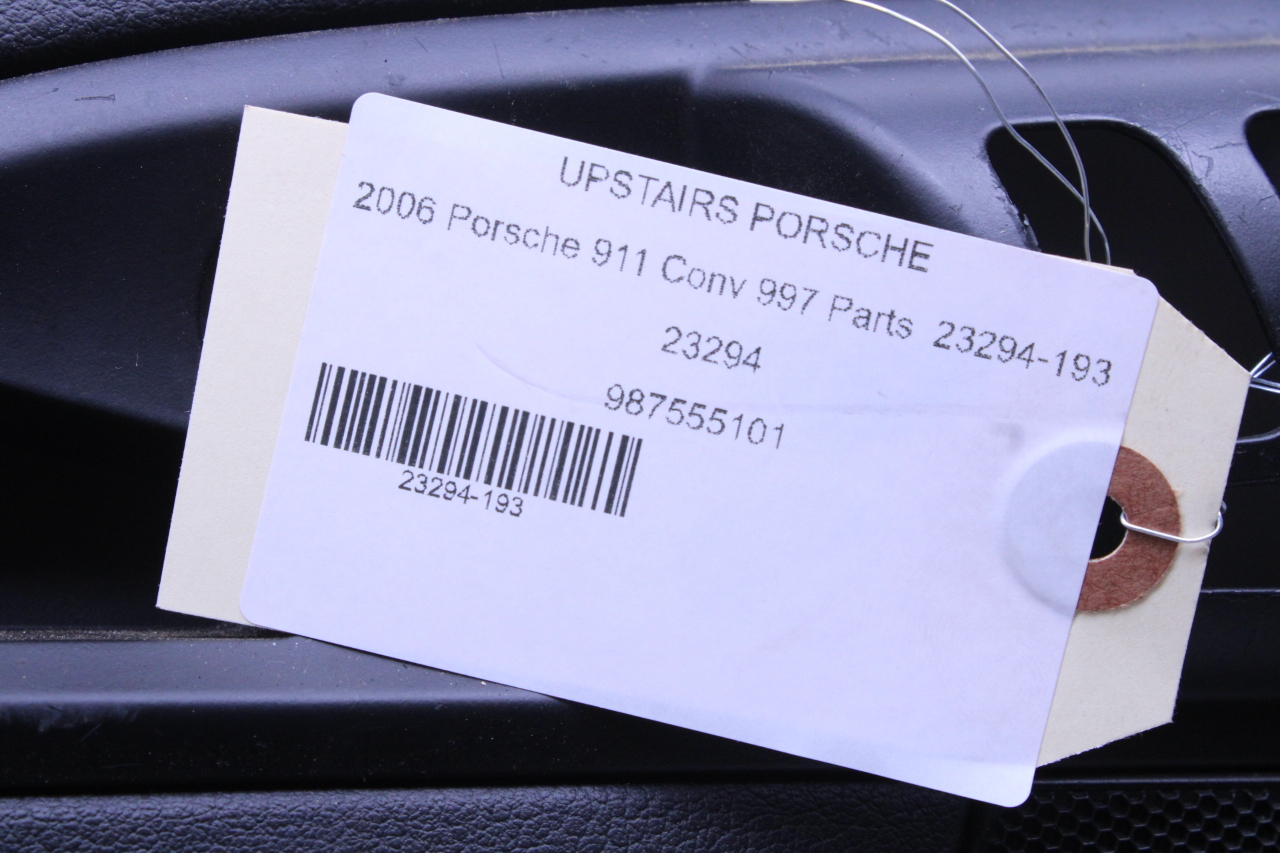 UPSTAIRS PORSCHE
2006 Porsche 911 Conv 997 Parts 23294-193
23294
987555101
23294-193